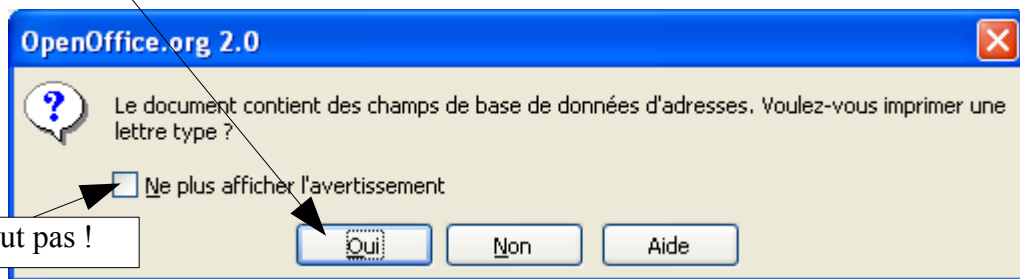 OpenOffice.org 2.0
Le document contient des champs de base de données d'adresses. Voulez-vous imprimer une
lettre type ?
Ne plus afficher l'avertissement
pas !
Oui Non Aide